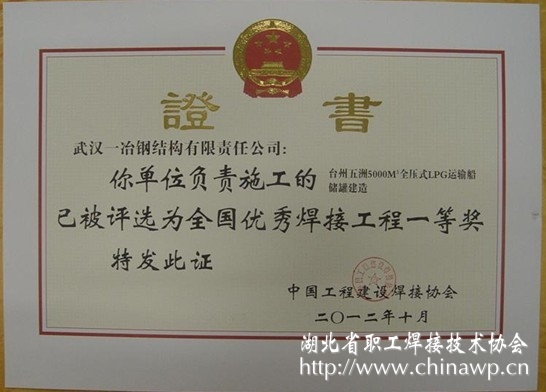 證書
武汉一冶钢结构有限责任公司:
你单位负责施工的 台州五洲5000M³全压式LPG运输船
储罐建造
已被评选为全国优秀焊接工程一等奖
特发此证
中国工程建设焊接协会
二〇一二年十月
湖北省职工焊接技术协会
http://www.chinawp.cn